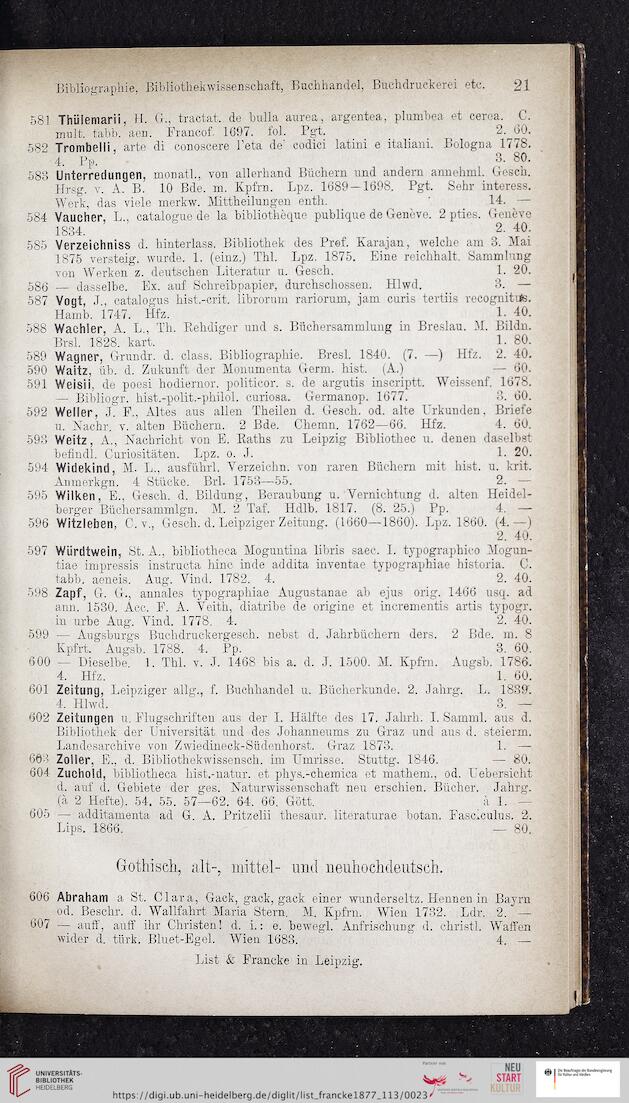 Bibliographie, Bibliothekwissenschaft, Buchhandel, Buchdruckerei etc. 21
581 Thülemarii, H. G., tractat. de bulla aurea, argentea, plumbea et cerea. C.
mult. tabb. aen. Francof. 1697. fol. Pgt. 2. 60.
582 Trombelli, arte di conoscere l'eta de' codici latini e italiani. Bologna 1778.
4. Pp. 3. 80.
583 Unterredungen, monatl., von allerhand Büchern und andern annehml. Gesch.
Hrsg. v. A. B. 10 Bde. m. Kpfrn. Lpz. 1689—1698. Pgt. Sehr interess.
Werk, das viele merkw. Mittheilungen enth. 14. —
584 Vaucher, L., catalogue de la bibliothèque publique de Genève. 2 pties. Genève
1834. 2. 40.
585 Verzeichniss d. hinterlass. Bibliothek des Prof. Karajan, welche am 3. Mai
1875 versteig. wurde. 1. (einz.) Thl. Lpz. 1875. Eine reichhalt. Sammlung
von Werken z. deutschen Literatur u. Gesch. 1. 20.
586 — dasselbe. Ex. auf Schreibpapier, durchschossen. Hlwd. 3. —
587 Vogt, J., catalogus hist.-crit. librorum rariorum, jam curis tertiis recognitus.
Hamb. 1747. Hfz. 1. 40.
588 Wachler, A. L., Th. Rehdiger und s. Büchersammlung in Breslau. M. Bildn.
Brsl. 1828. kart. 1. 80.
589 Wagner, Grundr. d. class. Bibliographie. Bresl. 1840. (7. —) Hfz. 2. 40.
590 Waitz, üb. d. Zukunft der Monumenta Germ. hist. (A.) — 60.
591 Weisii, de poesi hodiernor. politicor. s. de argutis inscriptt. Weissenf. 1678.
— Bibliogr. hist.-polit.-philol. curiosa. Germanop. 1677. 3. 60.
592 Weller, J. F., Altes aus allen Theilen d. Gesch. od. alte Urkunden, Briefe
u. Nachr. v. alten Büchern. 2 Bde. Chemn. 1762—66. Hfz. 4. 60.
593 Weitz, A., Nachricht von E. Raths zu Leipzig Bibliothec u. denen daselbst
befindl. Curiositäten. Lpz. o. J. 1. 20.
594 Widekind, M. L., ausführl. Verzeichn. von raren Büchern mit hist. u. krit.
Anmerkgn. 4 Stücke. Brl. 1753—55. 2. —
595 Wilken, E., Gesch. d. Bildung, Beraubung u. Vernichtung d. alten Heidel-
berger Büchersammlgn. M. 2 Taf. Hdlb. 1817. (8. 25.) Pp. 4. —
596 Witzleben, C. v., Gesch. d. Leipziger Zeitung. (1660—1860). Lpz. 1860. (4. —)
2. 40.
597 Würdtwein, St. A., bibliotheca Moguntina libris saec. I. typographico Mogun-
tiae impressis instructa hinc inde addita inventae typographiae historia. C.
tabb. aeneis. Aug. Vind. 1782. 4. 2. 40.
598 Zapf, G. G., annales typographiae Augustanae ab ejus orig. 1466 usq. ad
ann. 1530. Acc. F. A. Veith, diatribe de origine et incrementis artis typogr.
in urbe Aug. Vind. 1778. 4. 2. 40.
599 — Augsburgs Buchdruckergesch. nebst d. Jahrbüchern ders. 2 Bde. m. 8
Kpfrt. Augsb. 1788. 4. Pp. 3. 60.
600 — Dieselbe. 1. Thl. v. J. 1468 bis a. d. J. 1500. M. Kpfrn. Augsb. 1786.
4. Hfz. 1. 60.
601 Zeitung, Leipziger allg., f. Buchhandel u. Bücherkunde. 2. Jahrg. L. 1839.
4. Hlwd. 3. —
602 Zeitungen u. Flugschriften aus der I. Hälfte des 17. Jahrh. I. Samml. aus d.
Bibliothek der Universität und des Johanneums zu Graz und aus d. steierm.
Landesarchive von Zwiedineck-Südenhorst. Graz 1873. 1. —
603 Zoller, E., d. Bibliothekwissensch. im Umrisse. Stuttg. 1846. — 80.
604 Zuchold, bibliotheca hist.-natur. et phys.-chemica et mathem., od. Uebersicht
d. auf d. Gebiete der ges. Naturwissenschaft neu erschien. Bücher. Jahrg.
(à 2 Hefte). 54. 55. 57—62. 64. 66. Gött. à 1. —
605 — additamenta ad G. A. Pritzelii thesaur. literaturae botan. Fasciculus. 2.
Lips. 1866. — 80.
Gothisch, alt-, mittel- und neuhochdeutsch.
606 Abraham a St. Clara, Gack, gack, gack einer wunderseltz. Hennen in Bayrn
od. Beschr. d. Wallfahrt Maria Stern. M. Kpfrn. Wien 1732. Ldr. 2. —
607 — auff, auff ihr Christen! d. i.: e. bewegl. Anfrischung d. christl. Waffen
wider d. türk. Bluet-Egel. Wien 1683. 4. —
List & Francke in Leipzig.
UNIVERSITÄTS-
BIBLIOTHEK
HEIDELBERG
https://digi.ub.uni-heidelberg.de/diglit/list_francke1877_113/0023
Partner von
NEU
START
KULTUR